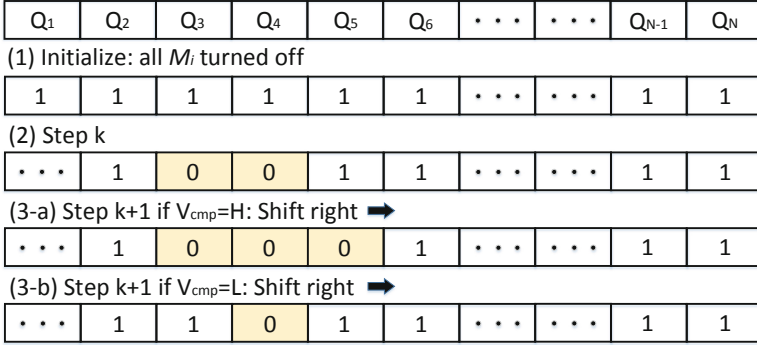 Q1 Q2 Q3 Q4 Q5 Q6 · · · · · · QN-1 QN
(1) Initialize: all Mi turned off
1 1 1 1 1 1 · · · · · · 1 1
(2) Step k
· · · 1 0 0 1 1 · · · · · · 1 1
(3-a) Step k+1 if Vcmp=H: Shift right ➡
· · · 1 0 0 0 1 · · · · · · 1 1
(3-b) Step k+1 if Vcmp=L: Shift right ➡
· · · 1 1 0 1 1 · · · · · · 1 1